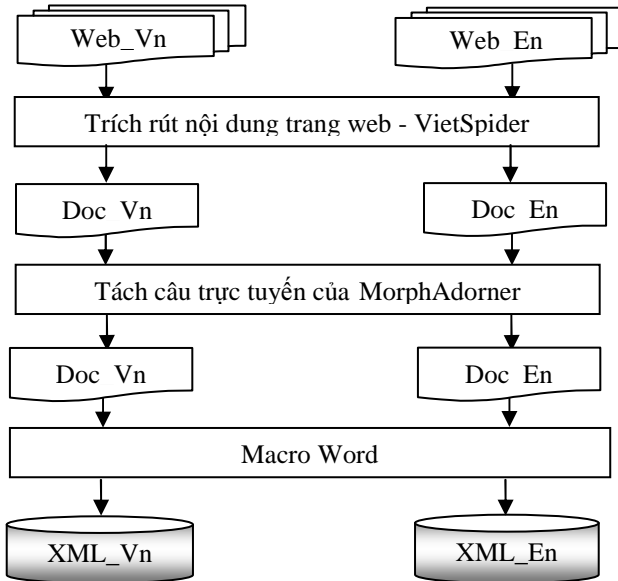 Web_Vn
Web En
Trích rút nội dung trang web - VietSpider
Doc Vn
Doc En
Tách câu trực tuyến của MorphAdorner
Doc Vn
Doc En
Macro Word
XML_Vn
XML_En